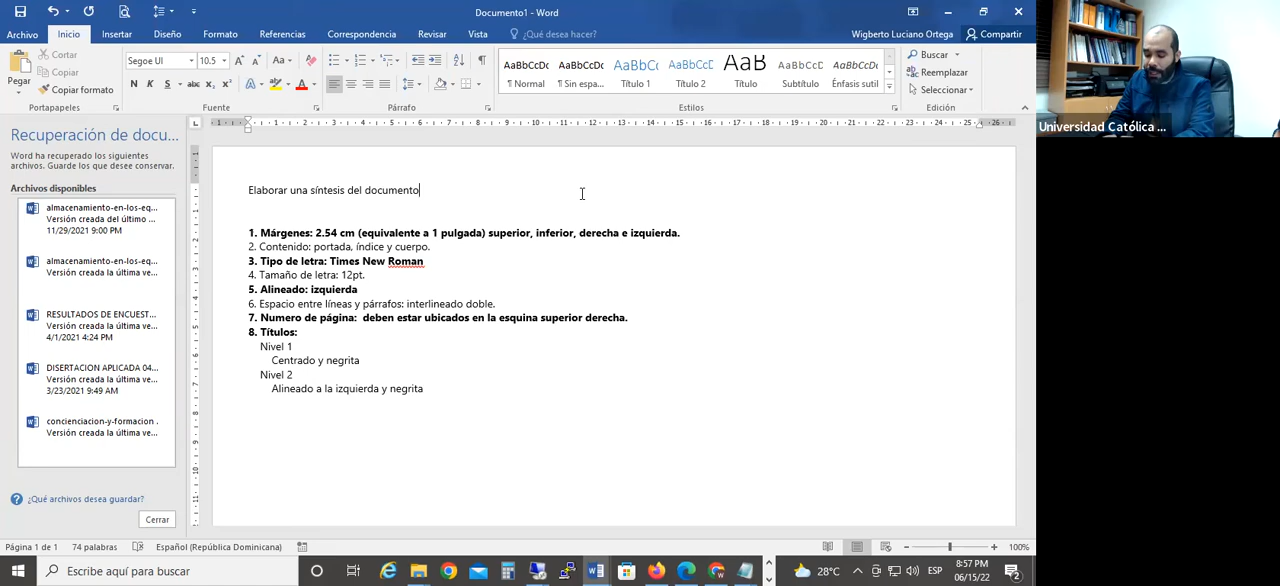 Documento1 - Word
Wigberto Luciano Ortega
Compartir
Archivo Inicio Insertar Diseño Formato Referencias Correspondencia Revisar Vista ¿Qué desea hacer?
Pegar
Cortar
Copiar
Copiar formato
Portapapeles
Segoe UI 10.5
Fuente
Párrafo
AaBbCcDc AaBbCcDc AaBbCc AaBbCcC AaB AaBbCcC AaBbCcDc
¶ Normal ¶ Sin espa... Título 1 Título 2 Título Subtítulo Énfasis sutil
Estilos
Buscar
Reemplazar
Seleccionar
Edición
Recuperación de docu...
Word ha recuperado los siguientes
archivos. Guarde los que desee conservar.
Archivos disponibles
almacenamiento-en-los-eq...
Versión creada del último ...
11/29/2021 9:00 PM
almacenamiento-en-los-eq...
Versión creada la última ve...
RESULTADOS DE ENCUEST...
Versión creada la última ve...
4/1/2021 4:24 PM
DISERTACION APLICADA 04...
Versión creada la última ve...
3/23/2021 9:49 AM
concienciacion-y-formacion .
Versión creada la última ve...
¿Qué archivos desea guardar?
Cerrar
Elaborar una síntesis del documento
1. Márgenes: 2.54 cm (equivalente a 1 pulgada) superior, inferior, derecha e izquierda.
2. Contenido: portada, índice y cuerpo.
3. Tipo de letra: Times New Roman
4. Tamaño de letra: 12pt.
5. Alineado: izquierda
6. Espacio entre líneas y párrafos: interlineado doble.
7. Numero de página: deben estar ubicados en la esquina superior derecha.
8. Títulos:
Nivel 1
Centrado y negrita
Nivel 2
Alineado a la izquierda y negrita
Universidad Católica ...
Página 1 de 1 74 palabras Español (República Dominicana) 100%
Escribe aquí para buscar
28°C
ESP
8:57 PM
06/15/22
2